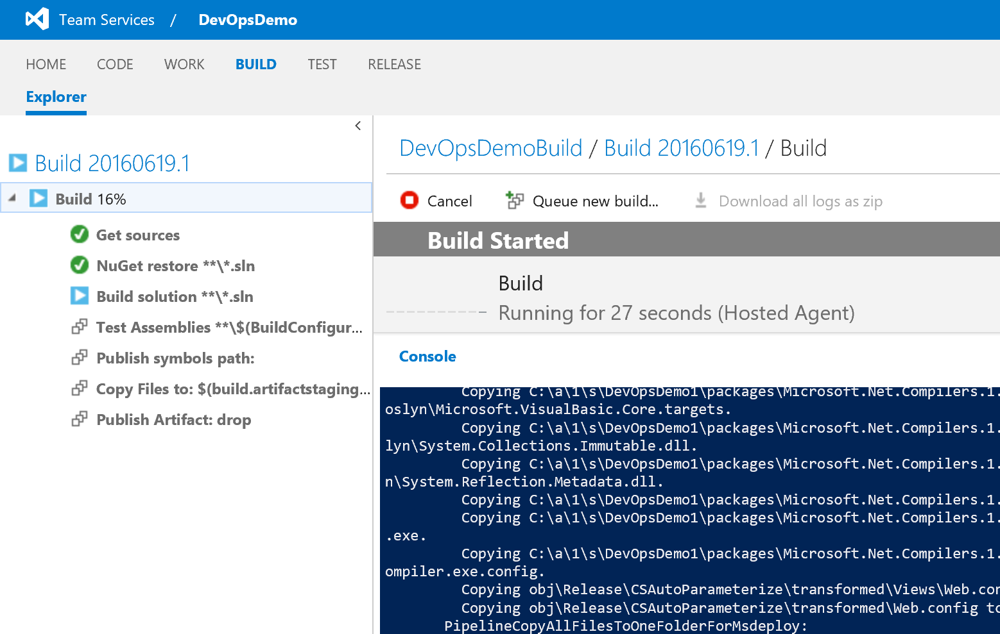 Team Services / DevOpsDemo
HOME CODE WORK BUILD TEST RELEASE
Explorer
Build 20160619.1
Build 16%
Get sources
NuGet restore **\*.sln
Build solution **\*.sln
Test Assemblies **\$(BuildConfigur...
Publish symbols path:
Copy Files to: $(build.artifactstaging...
Publish Artifact: drop
DevOpsDemoBuild / Build 20160619.1 / Build
Cancel Queue new build... Download all logs as zip
Build Started
Build
Running for 27 seconds (Hosted Agent)
Console
Copying C:\a\1\s\DevOpsDemo1\packages\Microsoft.Net.Compilers.1.
oslyn\Microsoft.VisualBasic.Core.targets.
Copying C:\a\1\s\DevOpsDemo1\packages\Microsoft.Net.Compilers.1.
lyn\System.Collections.Immutable.dll.
Copying C:\a\1\s\DevOpsDemo1\packages\Microsoft.Net.Compilers.1.
n\System.Reflection.Metadata.dll.
Copying C:\a\1\s\DevOpsDemo1\packages\Microsoft.Net.Compilers.1.
Copying C:\a\1\s\DevOpsDemo1\packages\Microsoft.Net.Compilers.1.
.exe.
Copying C:\a\1\s\DevOpsDemo1\packages\Microsoft.Net.Compilers.1.
ompiler.exe.config.
Copying obj\Release\CSAutoParameterize\transformed\Views\Web.con
Copying obj\Release\CSAutoParameterize\transformed\Web.config to
PipelineCopyAllFilesToOneFolderForMsdeploy: